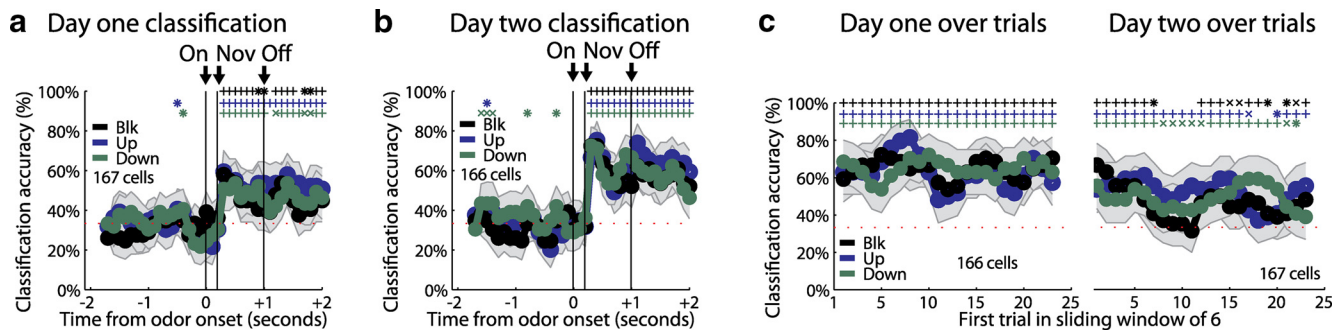 a Day one classification
On Nov Off
Classification accuracy (%)
100%
80%
60%
40%
20%
0%
Blk
Up
Down
167 cells
-2
-1
0
+1
+2
Time from odor onset (seconds)
b Day two classification
On Nov Off
Classification accuracy (%)
100%
80%
60%
40%
20%
0%
Blk
Up
Down
166 cells
-2
-1
0
+1
+2
Time from odor onset (seconds)
c Day one over trials
Day two over trials
Classification accuracy (%)
100%
80%
60%
40%
20%
0%
Blk
Up
Down
166 cells
167 cells
1
5
10
15
20
25
5
10
15
20
25
First trial in sliding window of 6